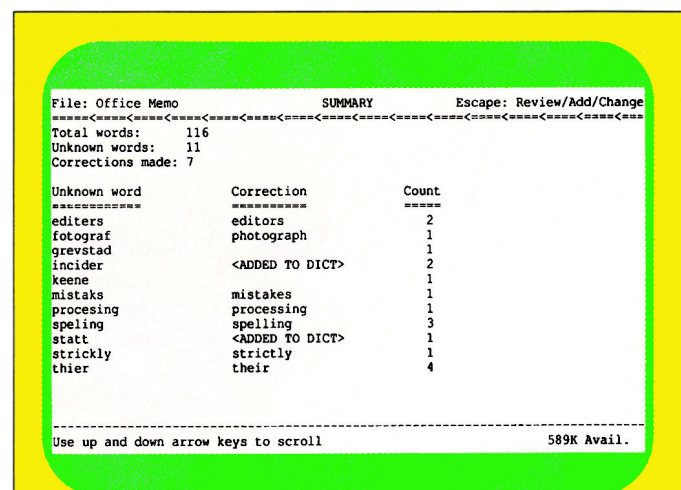 File: Office Memo SUMMARY Escape: Review/Add/Change
=====<====<====<====<====<====<====<====<====<====<====<====<====<====<====<===
Total words: 116
Unknown words: 11
Corrections made: 7
Unknown word Correction Count
============ ========== =====
editers editors 2
fotograf photograph 1
grevstad 1
incider <ADDED TO DICT> 2
keene 1
mistaks mistakes 1
procesing processing 1
speling spelling 3
statt <ADDED TO DICT> 1
strickly strictly 1
thier their 4
-------------------------------------------------------------------------------
Use up and down arrow keys to scroll 589K Avail.